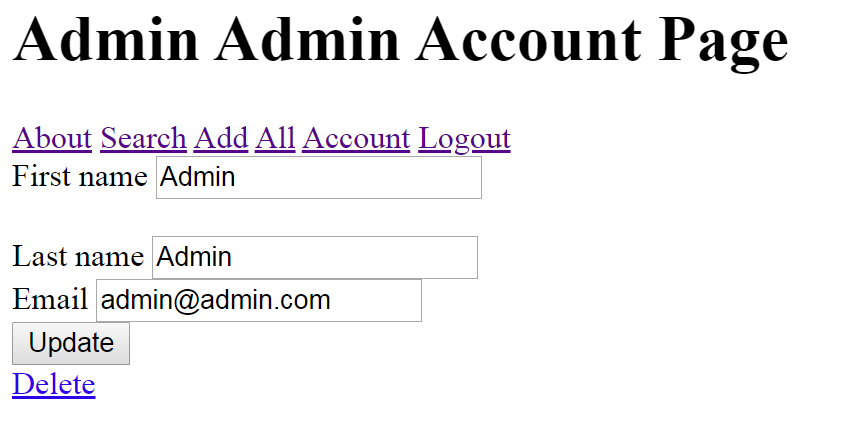 Admin Admin Account Page
About Search Add All Account Logout
First name Admin
Last name Admin
Email admin@admin.com
Update
Delete